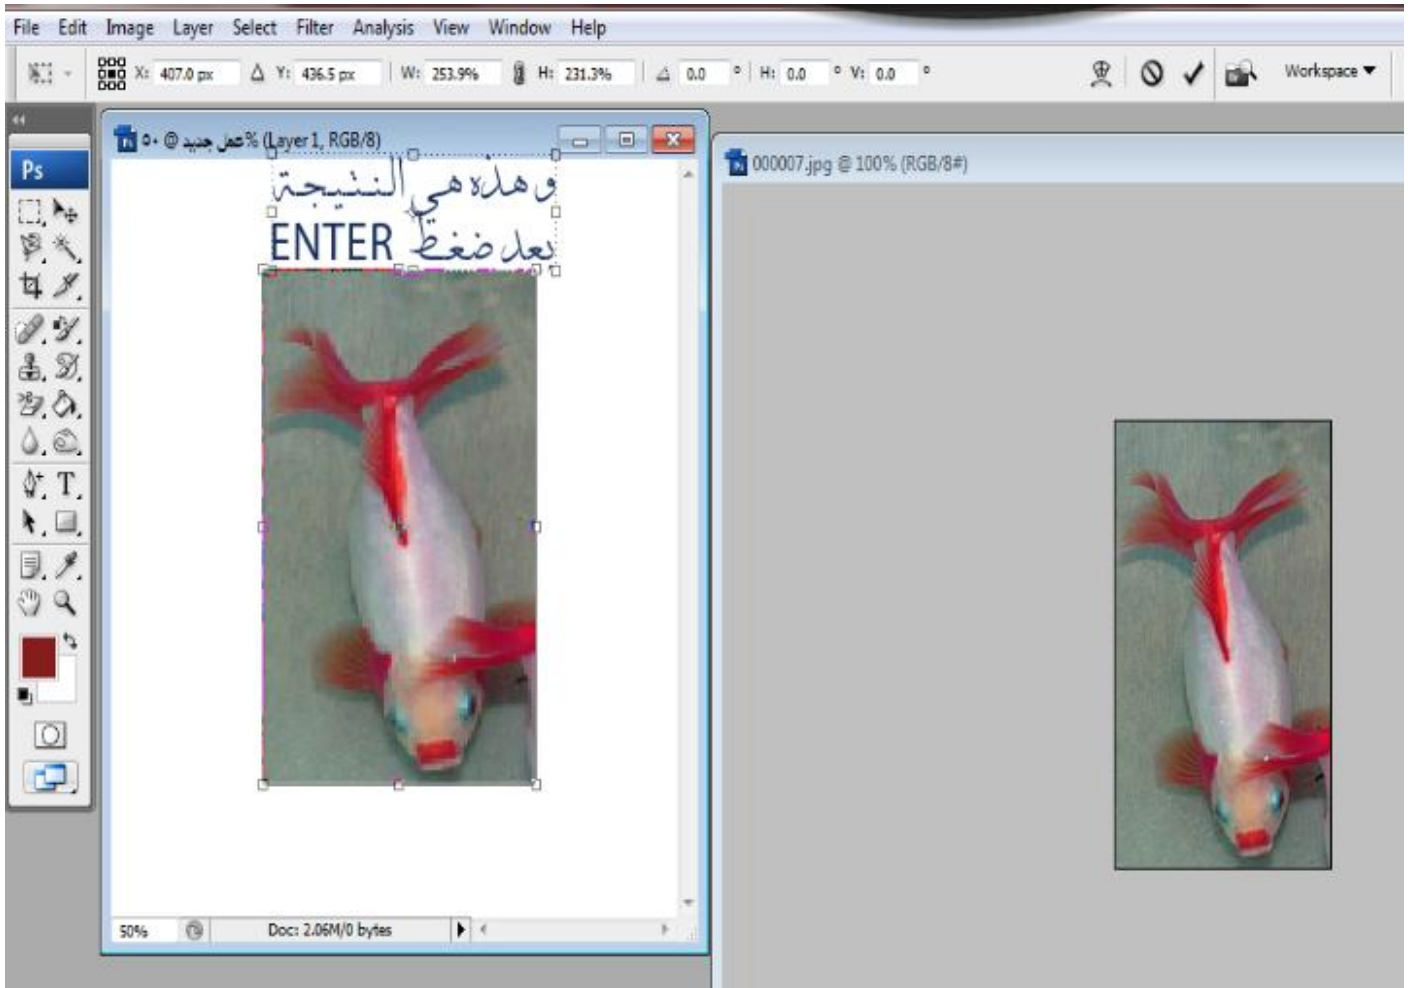 File Edit Image Layer Select Filter Analysis View Window Help
X: 407.0 px Y: 436.5 px W: 253.9% H: 231.3% 0.0 ° H: 0.0 ° V: 0.0 ° Workspace
Ps
عمل جديد @ ٥٠% (Layer 1, RGB/8)
000007.jpg @ 100% (RGB/8#)
و هذه هي النتيجة
بعد ضغط ENTER
T
50% Doc: 2.06M/0 bytes